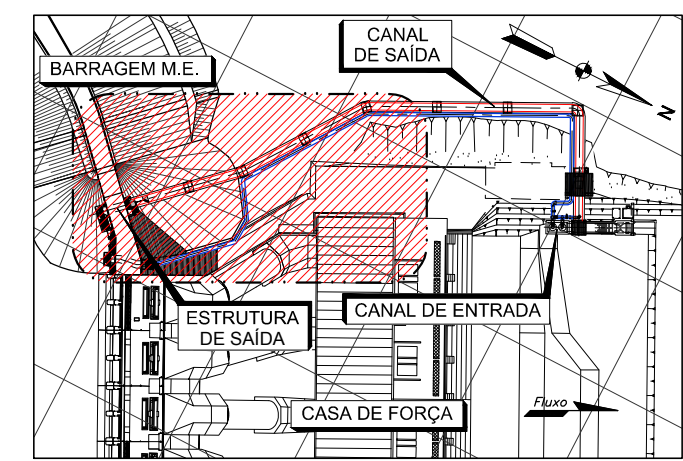 CANAL
DE SAÍDA
BARRAGEM M.E.
N
ESTRUTURA
DE SAÍDA
CANAL DE ENTRADA
Fluxo
CASA DE FORÇA